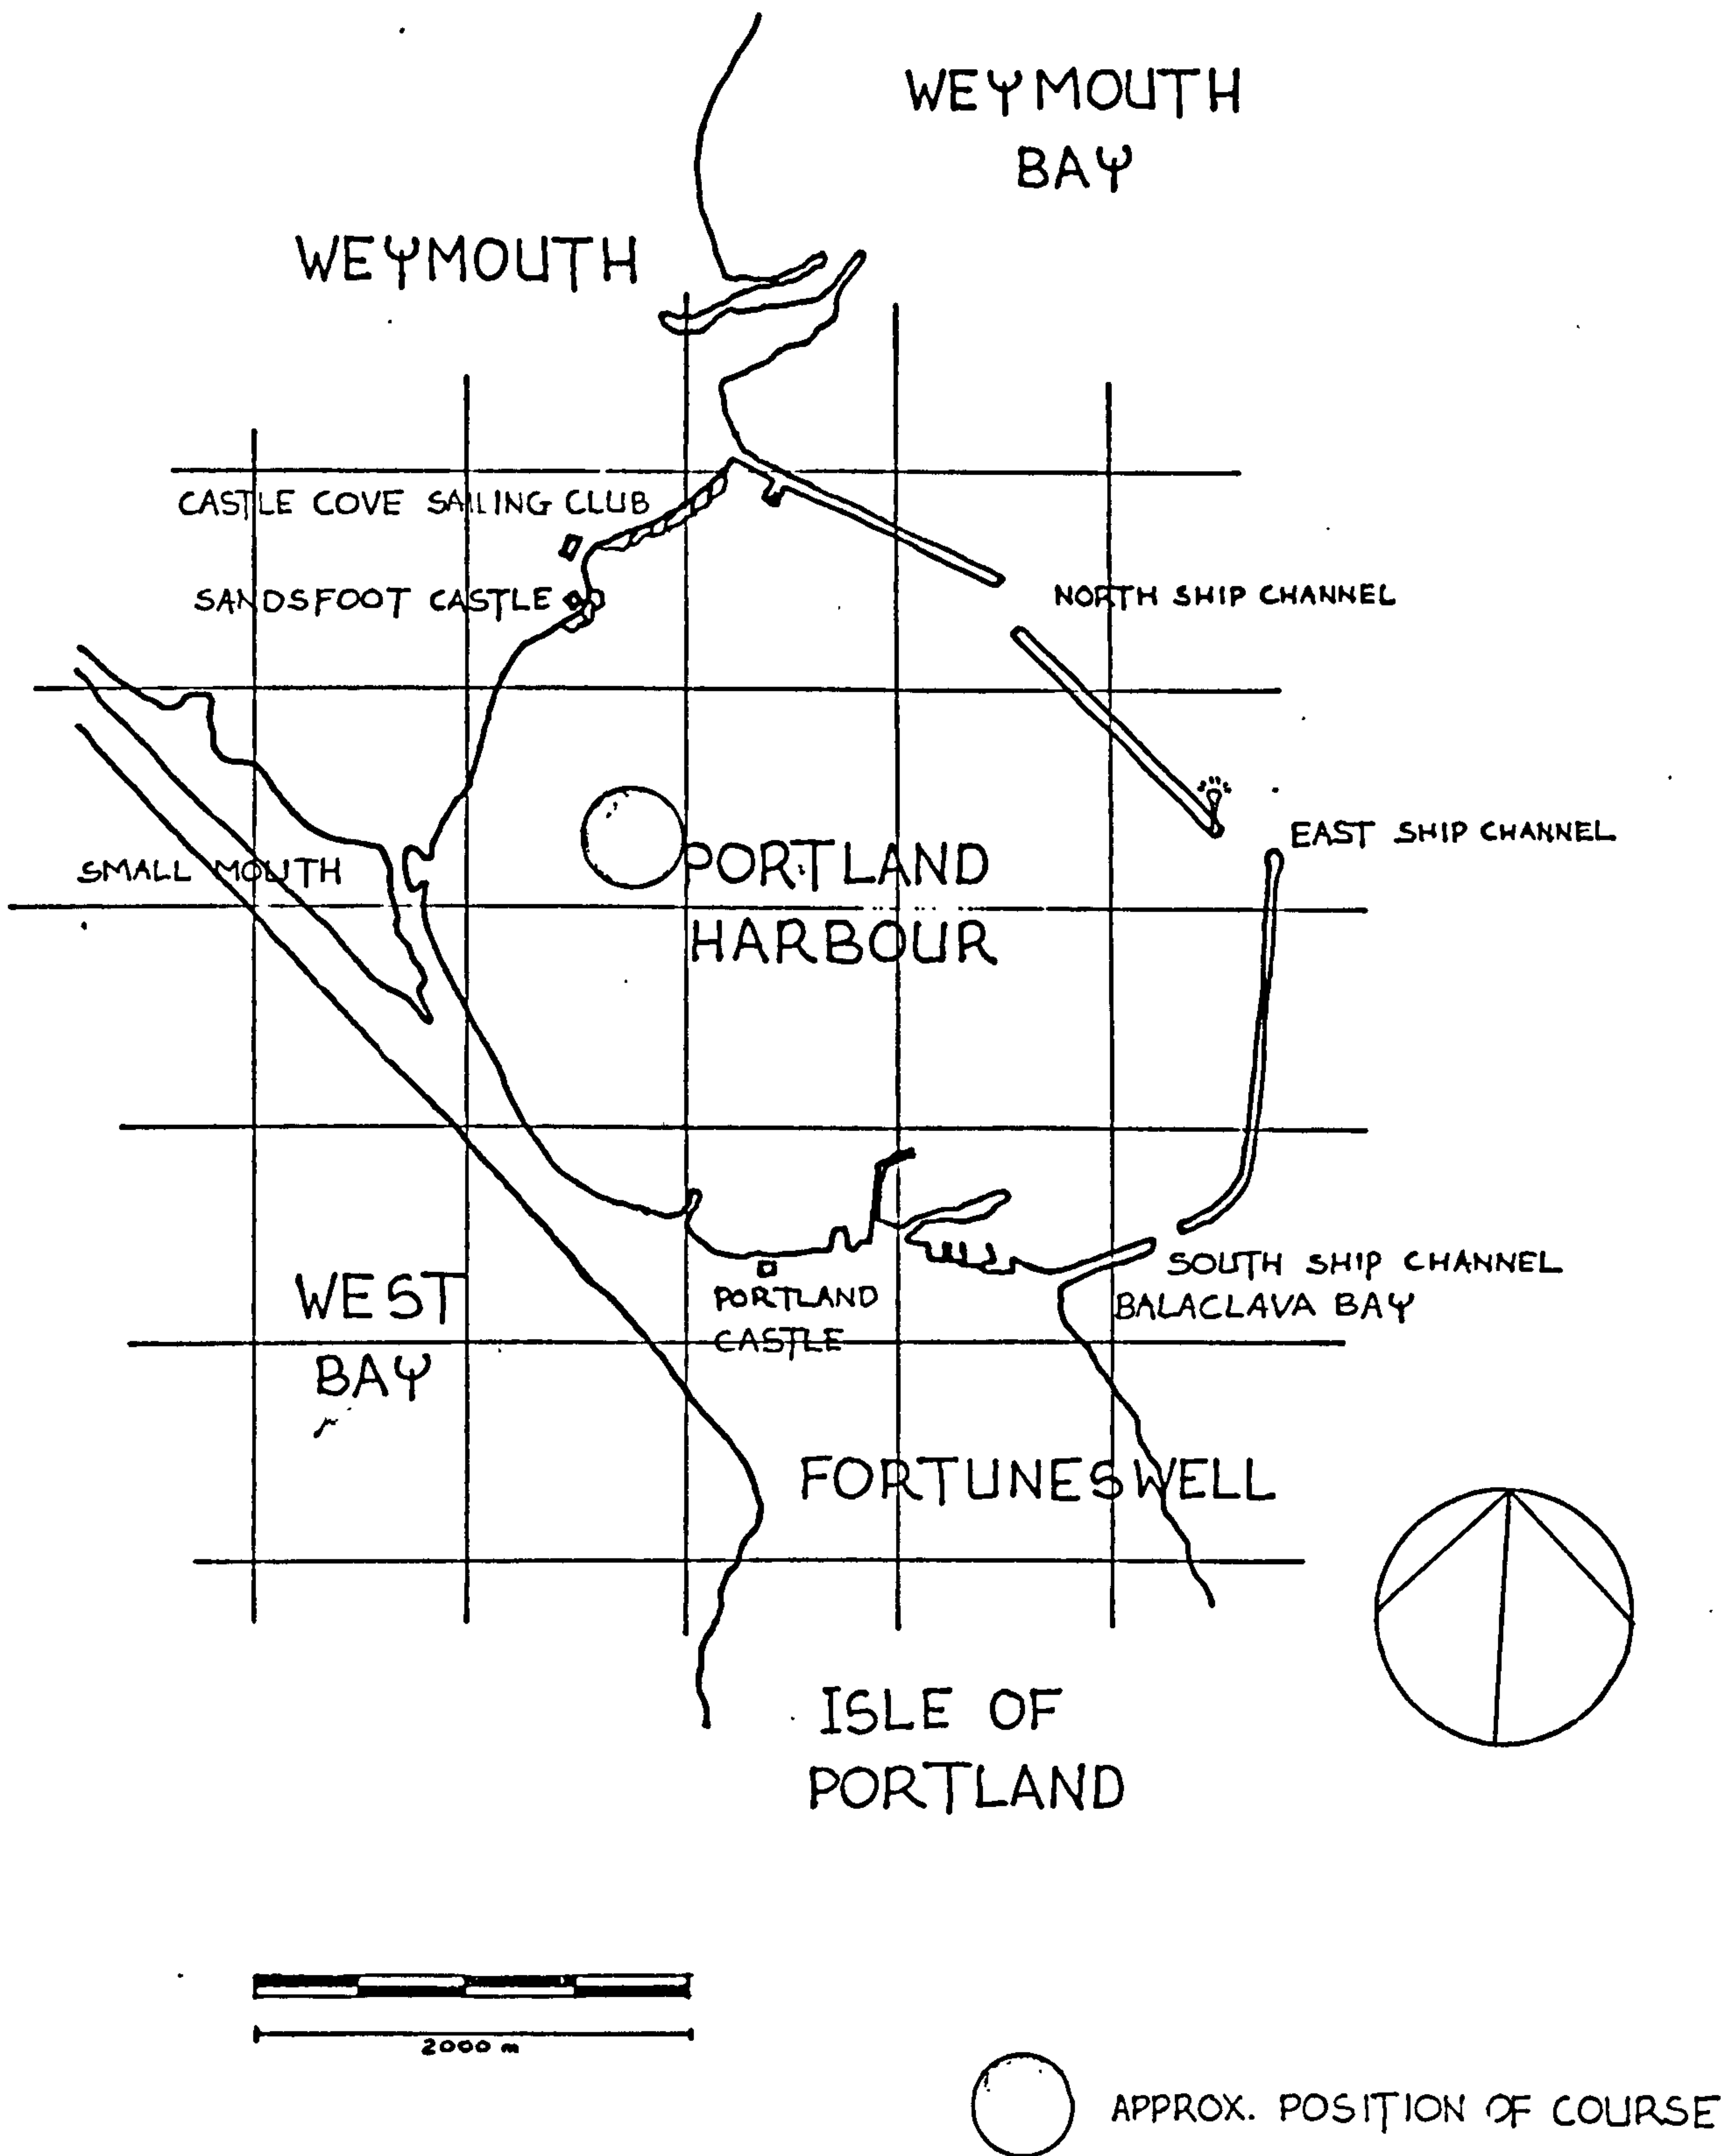 WEYMOUTH
BAY
WEYMOUTH
CASTLE COVE SAILING CLUB
SANDSFOOT CASTLE
NORTH SHIP CHANNEL
EAST SHIP CHANNEL
SMALL MOUTH
PORTLAND
HARBOUR
SOUTH SHIP CHANNEL
BALACLAVA BAY
PORTLAND
CASTLE
WEST
BAY
FORTUNESWELL
ISLE OF
PORTLAND
2000 m
APPROX. POSITION OF COURSE